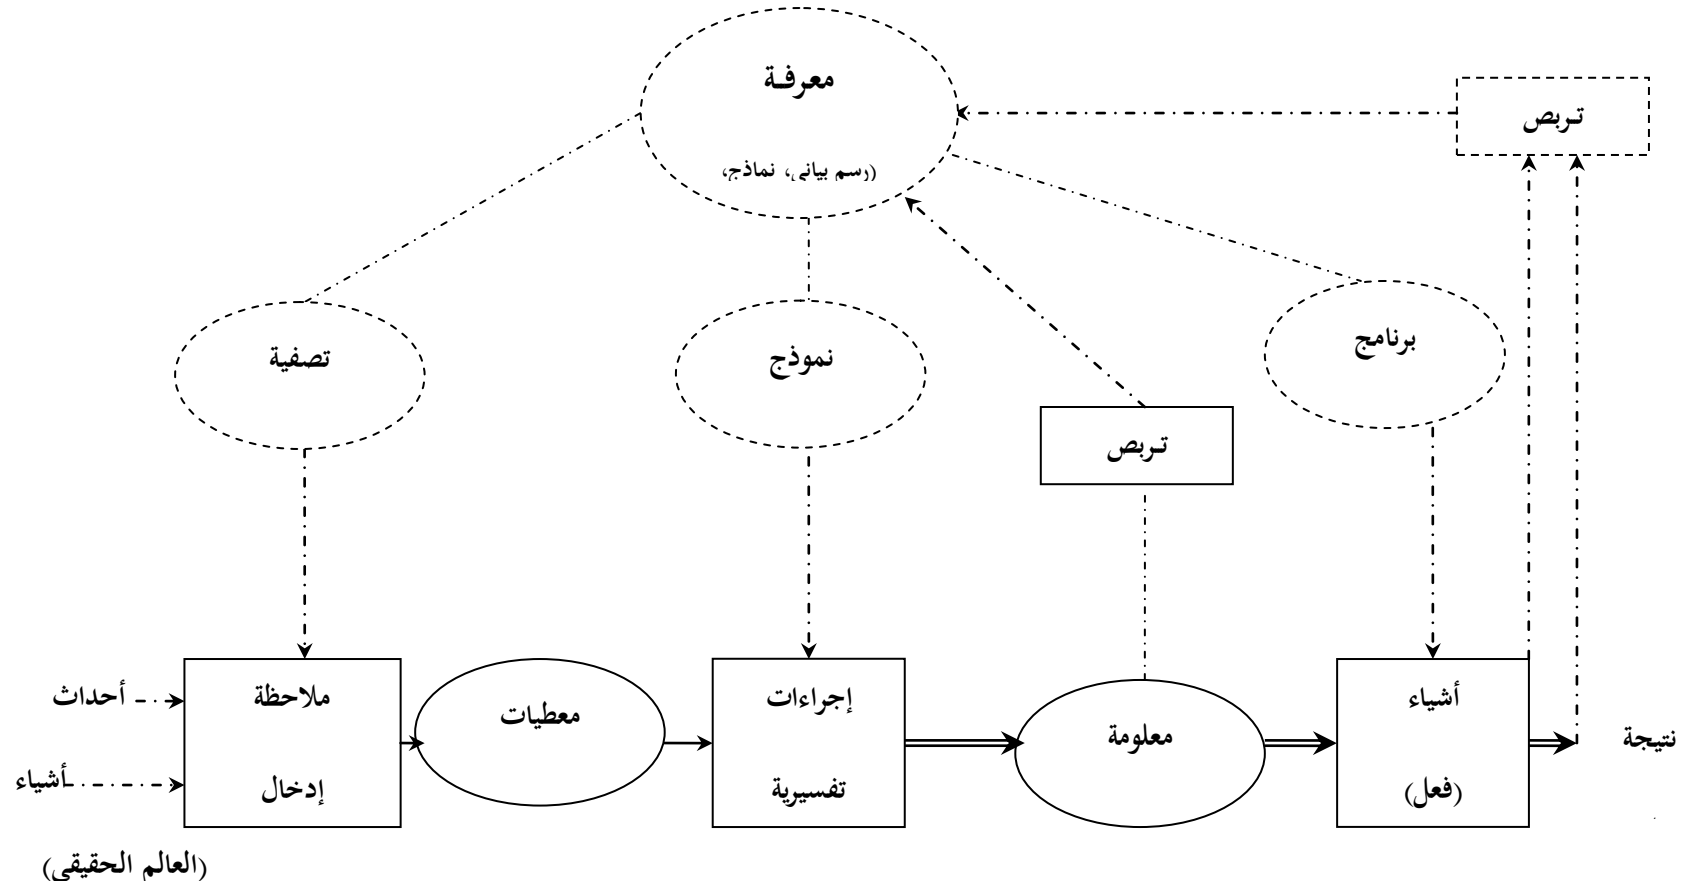 معرفـة
(رسم بيانى، نماذج،
تـربص
تصفية
نموذج
برنامج
تـربص
أحداث
أشياء
ملاحظة
إدخال
معطيات
إجراءات
تفسيرية
معلومة
أشياء
(فعل)
نتيجة
(العالم الحقيقي)